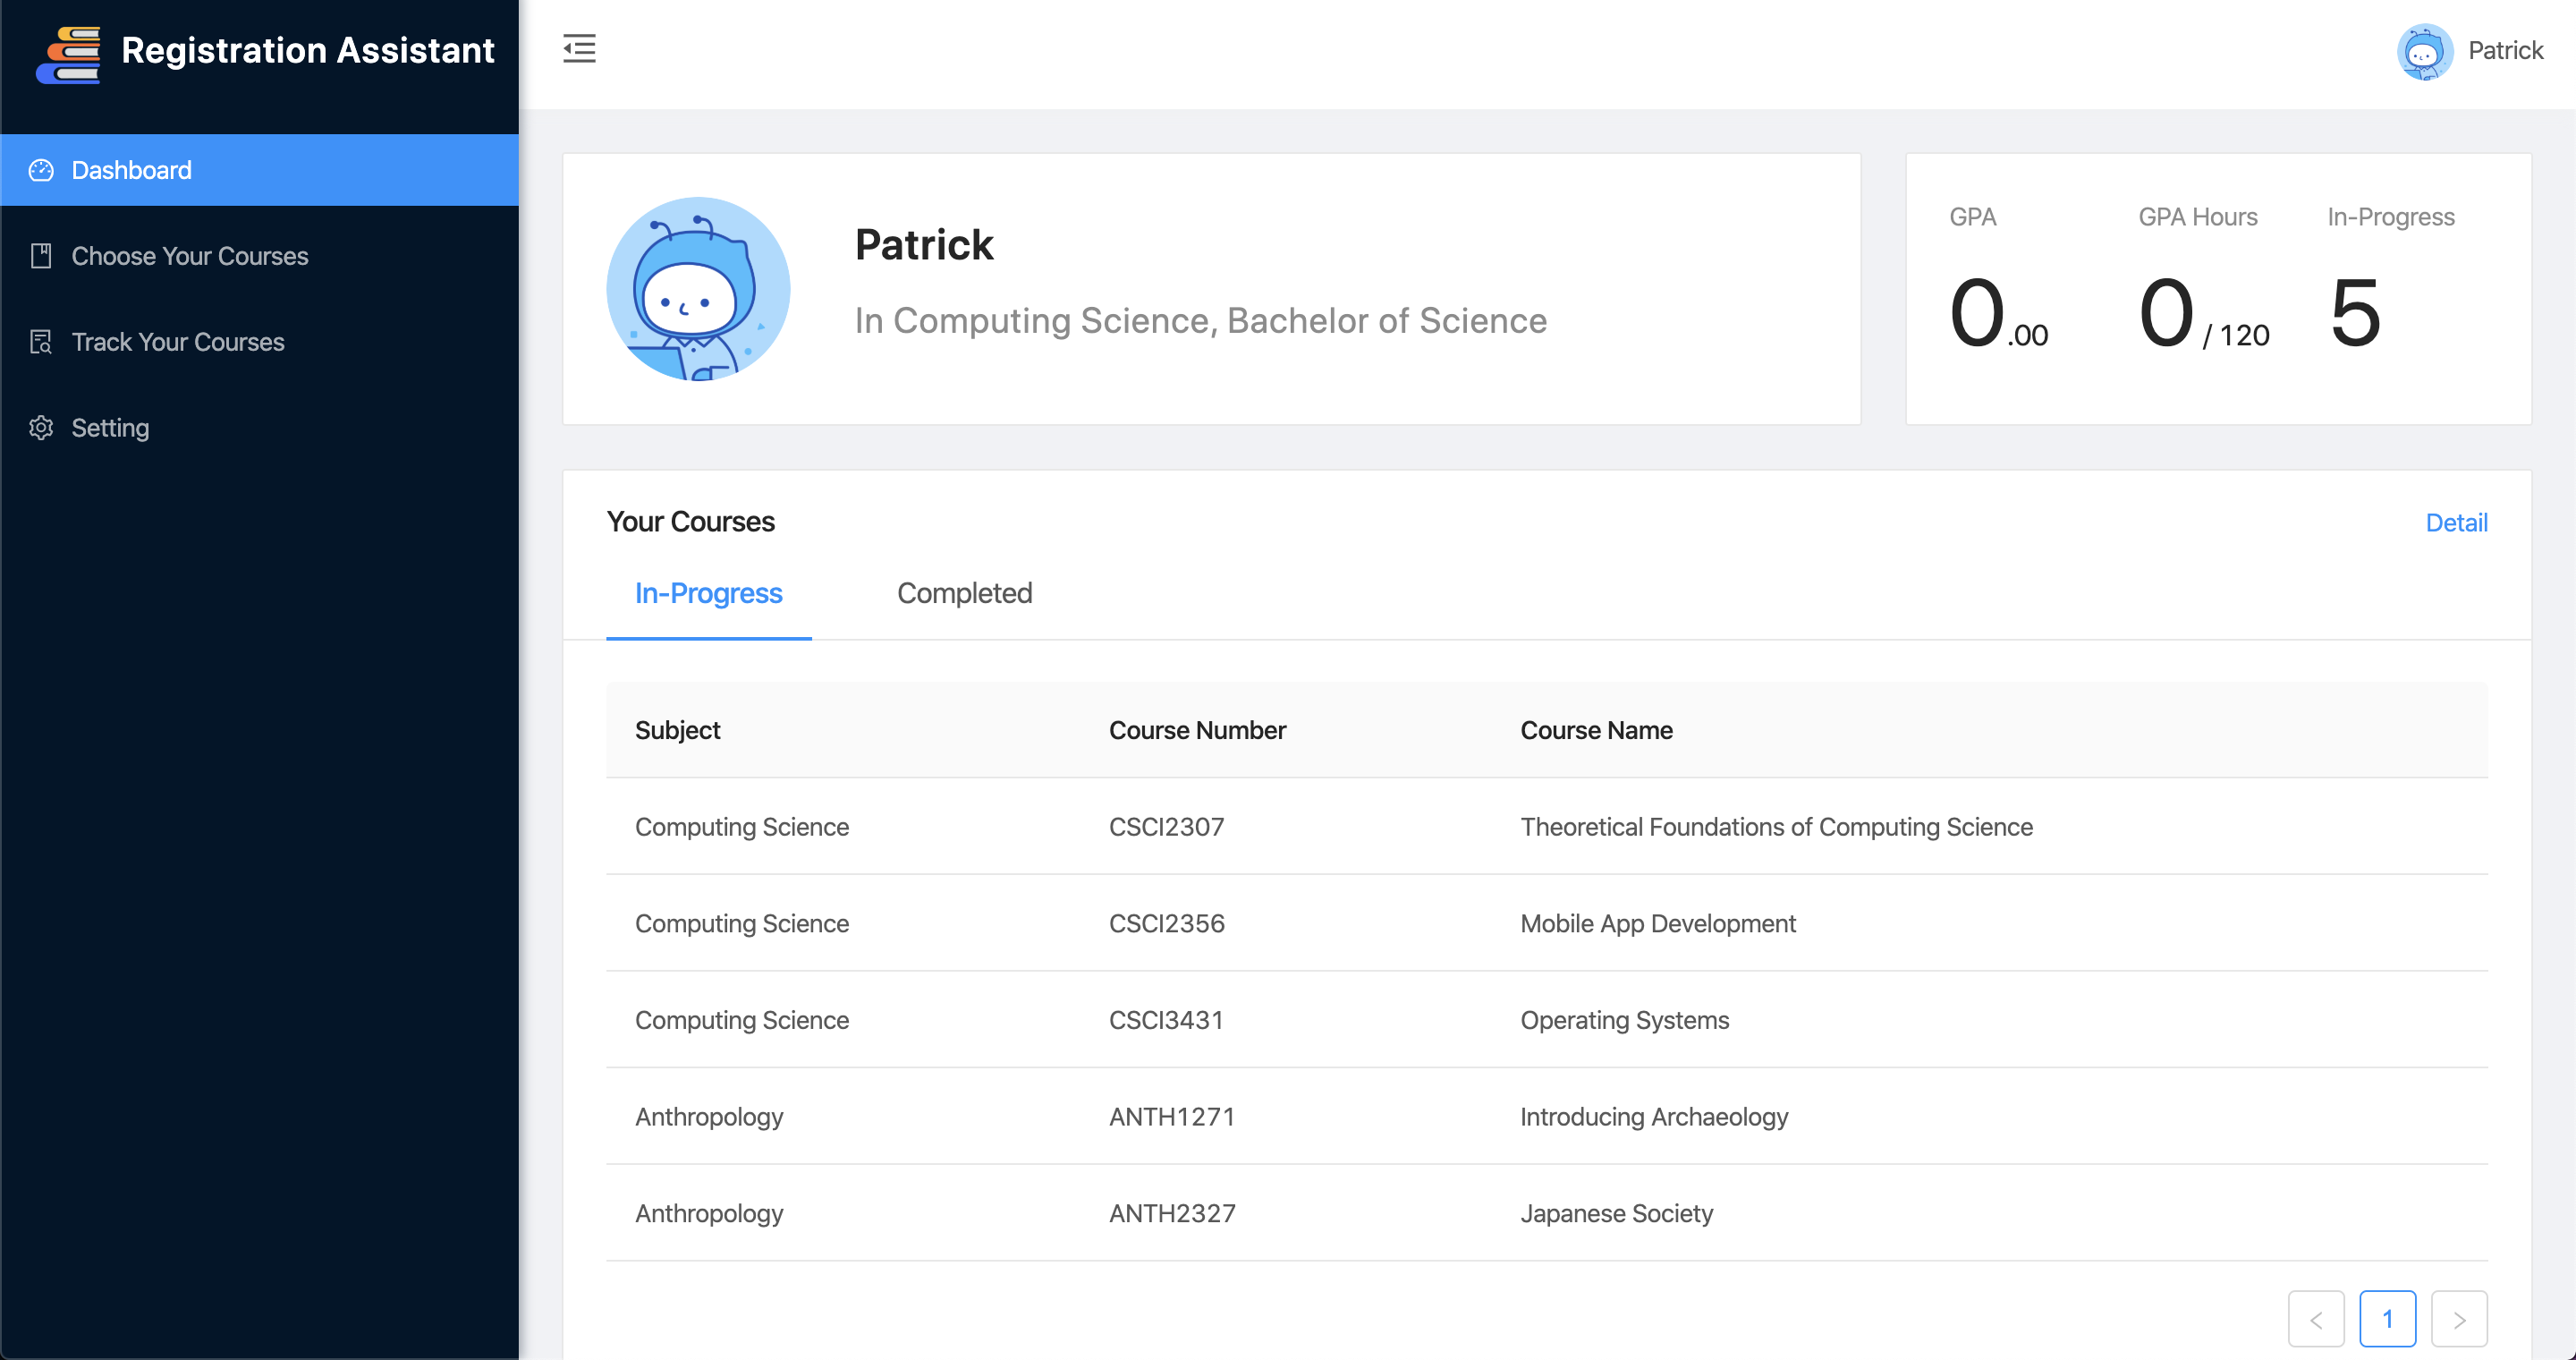 Registration Assistant
Patrick
Dashboard
Choose Your Courses
Track Your Courses
Setting
Patrick
In Computing Science, Bachelor of Science
GPA GPA Hours In-Progress
0.00 0 / 120 5
Your Courses Detail
In-Progress Completed
Subject Course Number Course Name
Computing Science CSCI2307 Theoretical Foundations of Computing Science
Computing Science CSCI2356 Mobile App Development
Computing Science CSCI3431 Operating Systems
Anthropology ANTH1271 Introducing Archaeology
Anthropology ANTH2327 Japanese Society
< 1 >